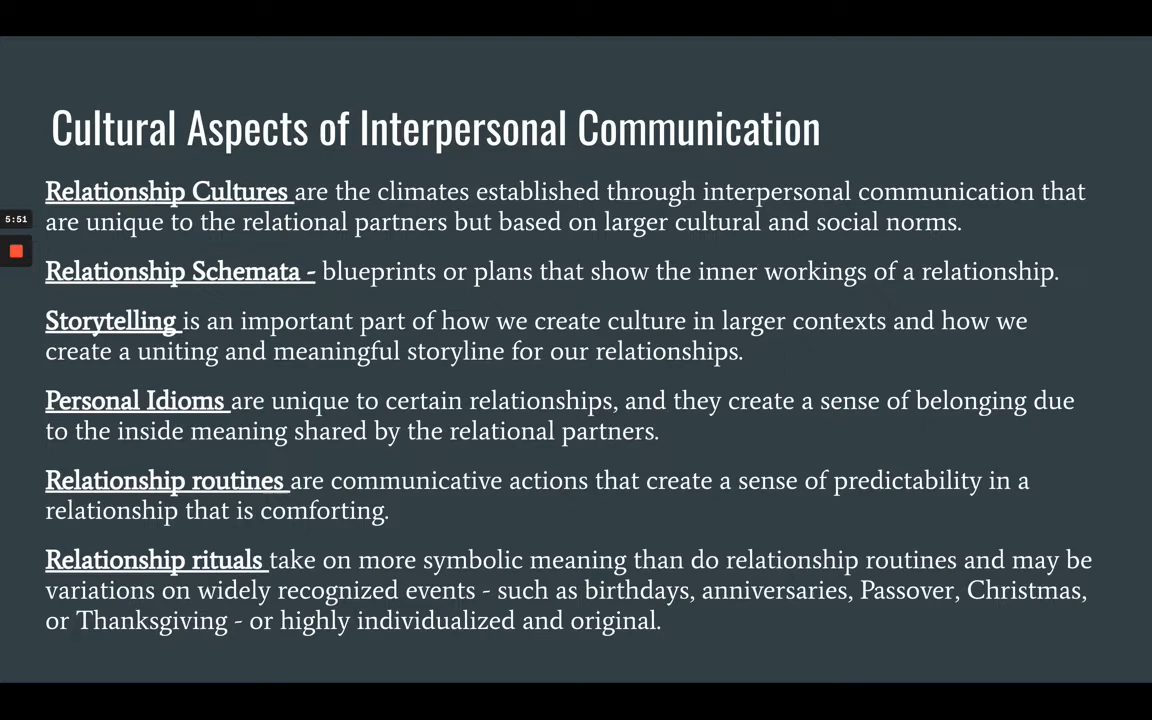 Cultural Aspects of Interpersonal Communication
Relationship Cultures are the climates established through interpersonal communication that
are unique to the relational partners but based on larger cultural and social norms.
5:51
Relationship Schemata - blueprints or plans that show the inner workings of a relationship.
Storytelling is an important part of how we create culture in larger contexts and how we
create a uniting and meaningful storyline for our relationships.
Personal Idioms are unique to certain relationships, and they create a sense of belonging due
to the inside meaning shared by the relational partners.
Relationship routines are communicative actions that create a sense of predictability in a
relationship that is comforting.
Relationship rituals take on more symbolic meaning than do relationship routines and may be
variations on widely recognized events - such as birthdays, anniversaries, Passover, Christmas,
or Thanksgiving - or highly individualized and original.